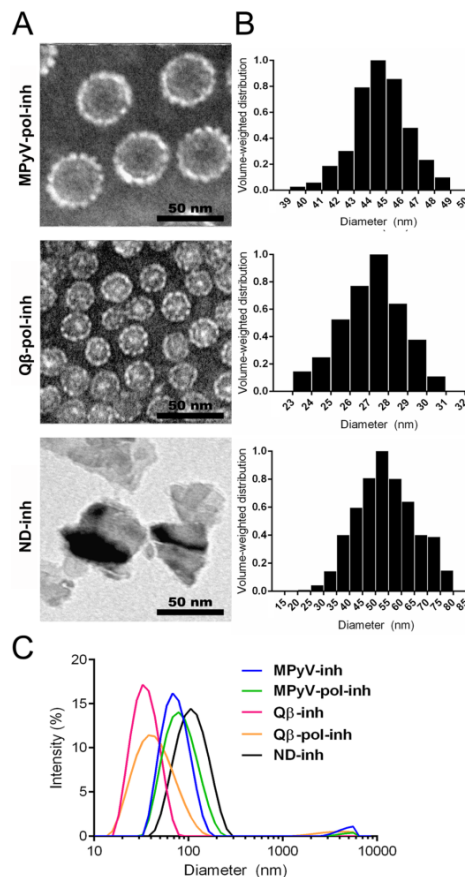 A
B
MPyV-pol-inh
50 nm
Volume-weighted distribution
1.0
0.8
0.6
0.4
0.2
0.0
39 40 41 42 43 44 45 46 47 48 49 50
Diameter (nm)
Qβ-pol-inh
50 nm
Volume-weighted distribution
1.0
0.8
0.6
0.4
0.2
0.0
23 24 25 26 27 28 29 30 31 32
Diameter (nm)
ND-inh
50 nm
Volume-weighted distribution
1.0
0.8
0.6
0.4
0.2
0.0
15 20 25 30 35 40 45 50 55 60 65 70 75 80 85
Diameter (nm)
C
Intensity (%)
20
15
10
5
0
10 100 1000 10000
Diameter (nm)
MPyV-inh
MPyV-pol-inh
Qβ-inh
Qβ-pol-inh
ND-inh